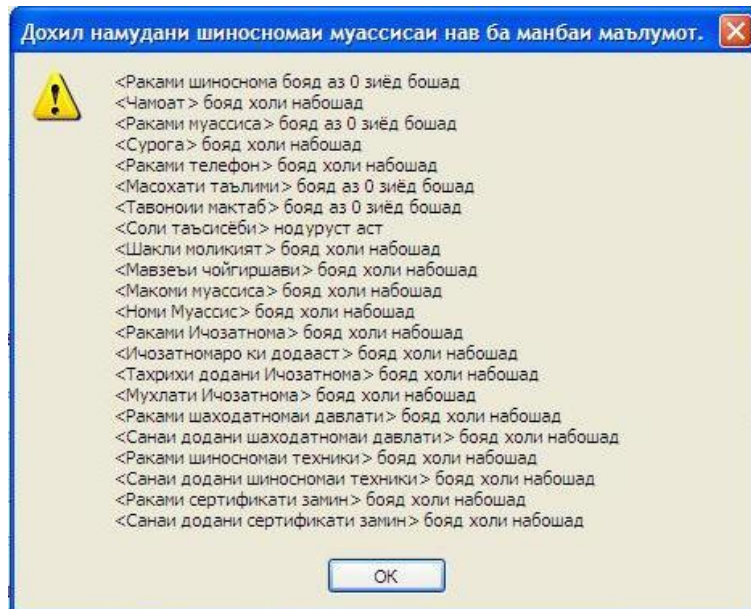 Дохил намудани шиносномаи муассисаи нав ба манбаи маълумот.
<Раками шиноснома бояд аз 0 зиёд бошад
<Чамоат> бояд холи набошад
<Раками муассиса> бояд аз 0 зиёд бошад
<Сурога> бояд холи набошад
<Раками телефон> бояд холи набошад
<Масохати таълими> бояд аз 0 зиёд бошад
<Тавонои мактаб> бояд аз 0 зиёд бошад
<Соли таъсисёби> нодуруст аст
<Шакли моликият> бояд холи набошад
<Мавзеъи чойгиршави> бояд холи набошад
<Макоми муассиса> бояд холи набошад
<Номи Муассис> бояд холи набошад
<Раками Ичозатнома> бояд холи набошад
<Ичозатномаро ки додааст> бояд холи набошад
<Тахрихи додани Ичозатнома> бояд холи набошад
<Мухлати Ичозатнома> бояд холи набошад
<Раками шаходатномаи давлати> бояд холи набошад
<Санаи додани шаходатномаи давлати> бояд холи набошад
<Раками шиносномаи техники> бояд холи набошад
<Санаи додани шиносномаи техники> бояд холи набошад
<Раками сертификати замин> бояд холи набошад
<Санаи додани сертификати замин> бояд холи набошад
OK